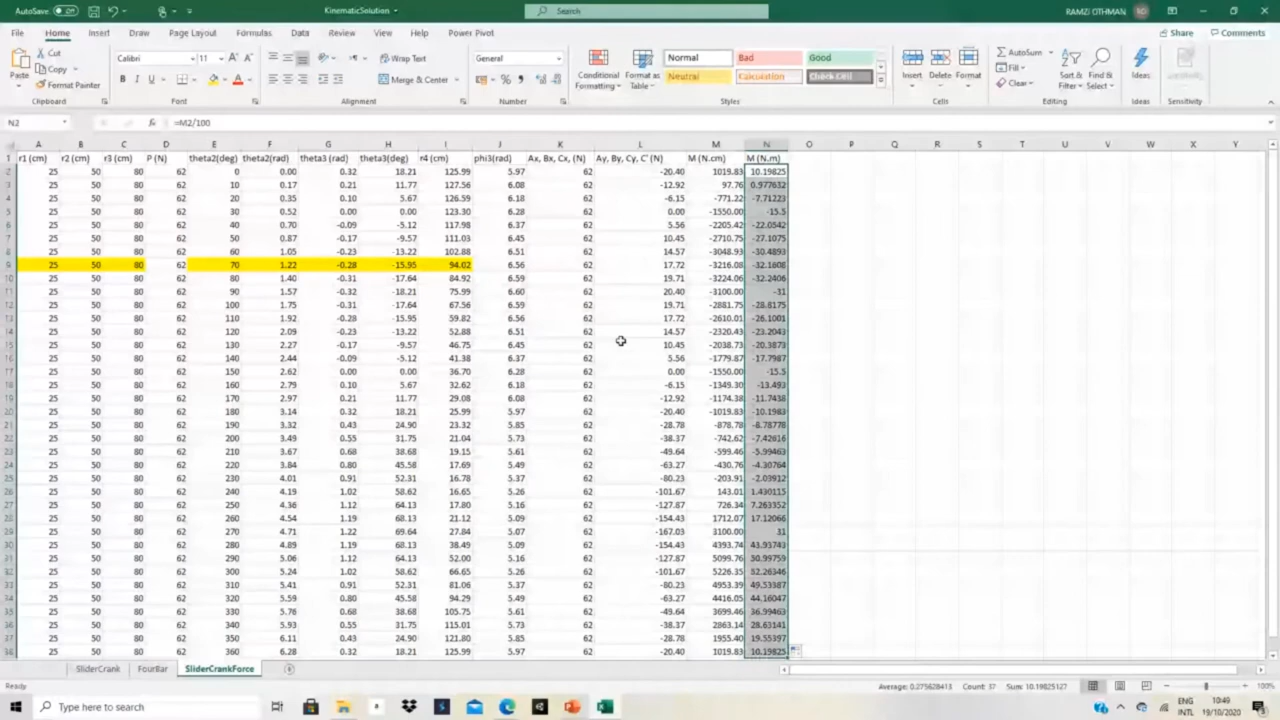 AutoSave Off KinematicSolution Search RAMZI OTHMAN RO
File Home Insert Draw Page Layout Formulas Data Review View Help Power Pivot Share Comments
Paste Cut Copy Format Painter Calibri 11 Wrap Text General Conditional Formatting Format as Table Normal Bad Good Insert Delete Format AutoSum Fill Clear Sort & Filter Find & Select Ideas
B I U Merge & Center Neutral Calculation Check Cell
Clipboard Font Alignment Number Styles Cells Editing Ideas Sensitivity
N2 fx =M2/100
A B C D E F G H I J K L M N O P Q R S T U V W X Y
1 r1 (cm) r2 (cm) r3 (cm) P (N) theta2(deg) theta2(rad) theta3 (rad) theta3(deg) r4 (cm) phi3(rad) Ax, Bx, Cx, (N) Ay, By, Cy, C' (N) M (N.cm) M (N.m)
2 25 50 80 62 0 0.00 0.32 18.21 125.99 5.97 62 -20.40 1019.83 10.19825
3 25 50 80 62 10 0.17 0.21 11.77 127.56 6.08 62 -12.92 97.76 0.977632
4 25 50 80 62 20 0.35 0.10 5.67 126.59 6.18 62 -6.15 -771.22 -7.71223
5 25 50 80 62 30 0.52 0.00 0.00 123.30 6.28 62 0.00 -1550.00 -15.5
6 25 50 80 62 40 0.70 -0.09 -5.12 117.98 6.37 62 5.56 -2205.42 -22.0542
7 25 50 80 62 50 0.87 -0.17 -9.57 111.03 6.45 62 10.45 -2710.75 -27.1075
8 25 50 80 62 60 1.05 -0.23 -13.22 102.88 6.51 62 14.57 -3048.93 -30.4893
9 25 50 80 62 70 1.22 -0.28 -15.95 94.02 6.56 62 17.72 -3216.08 -32.1608
10 25 50 80 62 80 1.40 -0.31 -17.64 84.92 6.59 62 19.71 -3224.06 -32.2406
11 25 50 80 62 90 1.57 -0.32 -18.21 75.99 6.60 62 20.40 -3100.00 -31
12 25 50 80 62 100 1.75 -0.31 -17.64 67.56 6.59 62 19.71 -2881.75 -28.8175
13 25 50 80 62 110 1.92 -0.28 -15.95 59.82 6.56 62 17.72 -2610.01 -26.1001
14 25 50 80 62 120 2.09 -0.23 -13.22 52.88 6.51 62 14.57 -2320.43 -23.2043
15 25 50 80 62 130 2.27 -0.17 -9.57 46.75 6.45 62 10.45 -2038.73 -20.3873
16 25 50 80 62 140 2.44 -0.09 -5.12 41.38 6.37 62 5.56 -1779.87 -17.7987
17 25 50 80 62 150 2.62 0.00 0.00 36.70 6.28 62 0.00 -1550.00 -15.5
18 25 50 80 62 160 2.79 0.10 5.67 32.62 6.18 62 -6.15 -1349.30 -13.493
19 25 50 80 62 170 2.97 0.21 11.77 29.08 6.08 62 -12.92 -1174.38 -11.7438
20 25 50 80 62 180 3.14 0.32 18.21 25.99 5.97 62 -20.40 -1019.83 -10.1983
21 25 50 80 62 190 3.32 0.43 24.90 23.32 5.85 62 -28.78 -878.78 -8.78778
22 25 50 80 62 200 3.49 0.55 31.75 21.04 5.73 62 -38.37 -742.62 -7.42616
23 25 50 80 62 210 3.67 0.68 38.68 19.15 5.61 62 -49.64 -599.46 -5.99463
24 25 50 80 62 220 3.84 0.80 45.58 17.69 5.49 62 -63.27 -430.76 -4.30764
25 25 50 80 62 230 4.01 0.91 52.31 16.78 5.37 62 -80.23 -203.91 -2.03912
26 25 50 80 62 240 4.19 1.02 58.62 16.65 5.26 62 -101.67 143.01 1.430115
27 25 50 80 62 250 4.36 1.12 64.13 17.80 5.16 62 -127.87 726.34 7.263352
28 25 50 80 62 260 4.54 1.19 68.13 21.12 5.09 62 -154.43 1712.07 17.12066
29 25 50 80 62 270 4.71 1.22 69.64 27.84 5.07 62 -167.03 3100.00 31
30 25 50 80 62 280 4.89 1.19 68.13 38.49 5.09 62 -154.43 4393.74 43.93743
31 25 50 80 62 290 5.06 1.12 64.13 52.00 5.16 62 -127.87 5099.76 50.99759
32 25 50 80 62 300 5.24 1.02 58.62 66.65 5.26 62 -101.67 5226.35 52.26346
33 25 50 80 62 310 5.41 0.91 52.31 81.06 5.37 62 -80.23 4953.39 49.53387
34 25 50 80 62 320 5.59 0.80 45.58 94.29 5.49 62 -63.27 4416.05 44.16047
35 25 50 80 62 330 5.76 0.68 38.68 105.75 5.61 62 -49.64 3699.46 36.99463
36 25 50 80 62 340 5.93 0.55 31.75 115.01 5.73 62 -38.37 2863.14 28.63141
37 25 50 80 62 350 6.11 0.43 24.90 121.80 5.85 62 -28.78 1955.40 19.55397
38 25 50 80 62 360 6.28 0.32 18.21 125.99 5.97 62 -20.40 1019.83 10.19825
SliderCrank FourBar SliderCrankForce
Ready Average: 0.275628413 Count: 37 Sum: 10.19825127 100%
Type here to search ENG INTL 10:49 19/10/2020